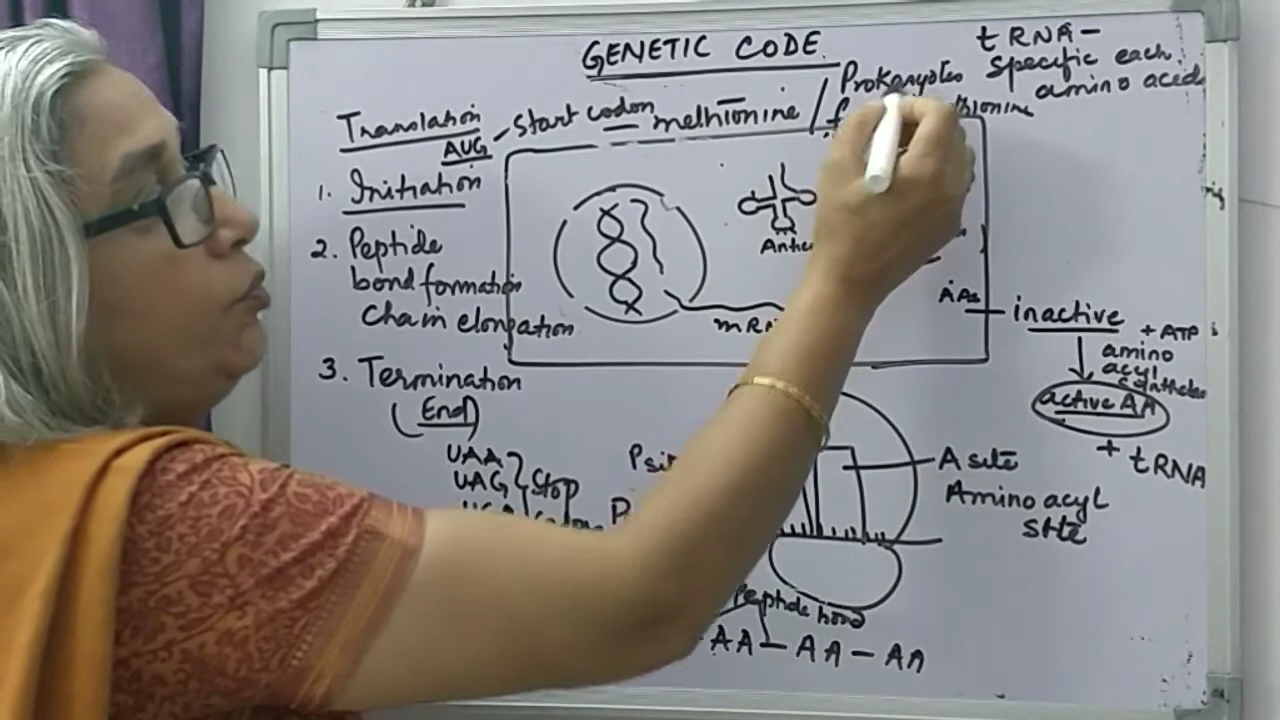 GENETIC CODE
tRNA -
specific each
amino acid
Translation
AUG
start codon
methionine /
Prokaryotes
1. Initiation
2. Peptide
bond formation
chain elongation
3. Termination
(End)
UAA
UAG
Stop
AAs
inactive
+ ATP
amino
acyl
active AA
+ tRNA
A site
Amino acyl
site
Peptide bond
AA - AA - AA